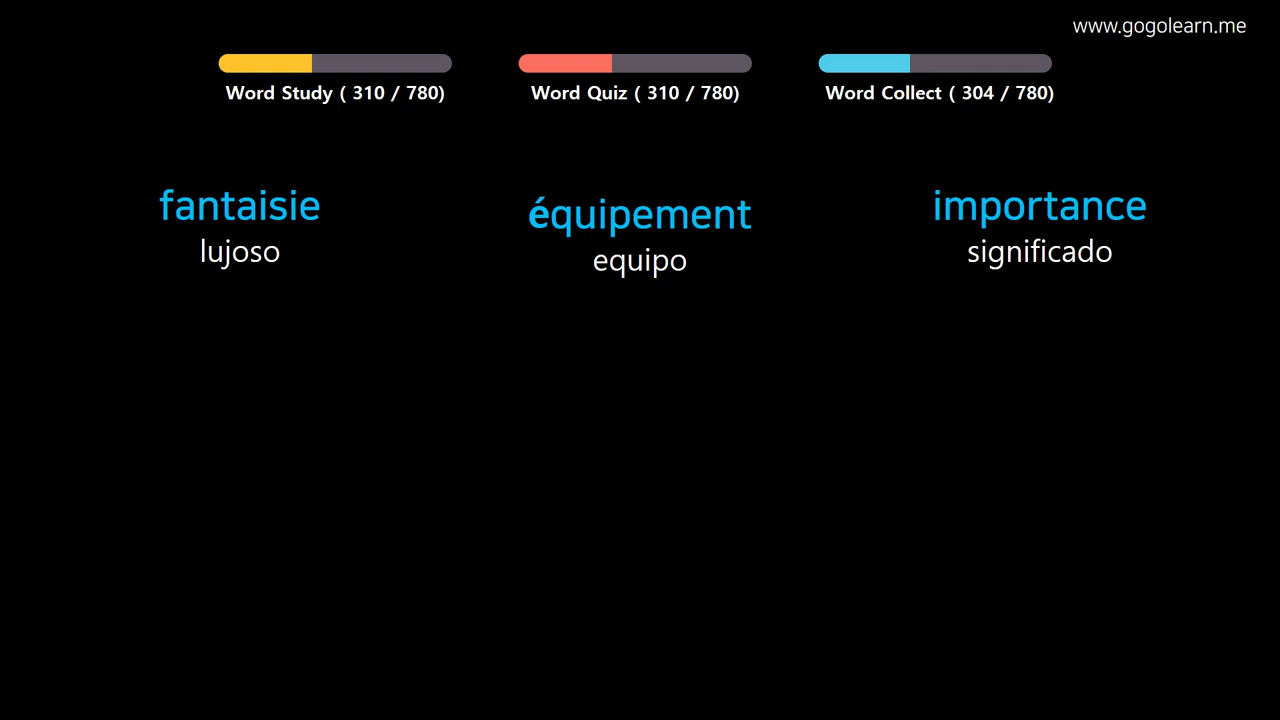 www.gogolearn.me
Word Study ( 310 / 780)
Word Quiz ( 310 / 780)
Word Collect ( 304 / 780)
fantaisie
lujoso
équipement
equipo
importance
significado